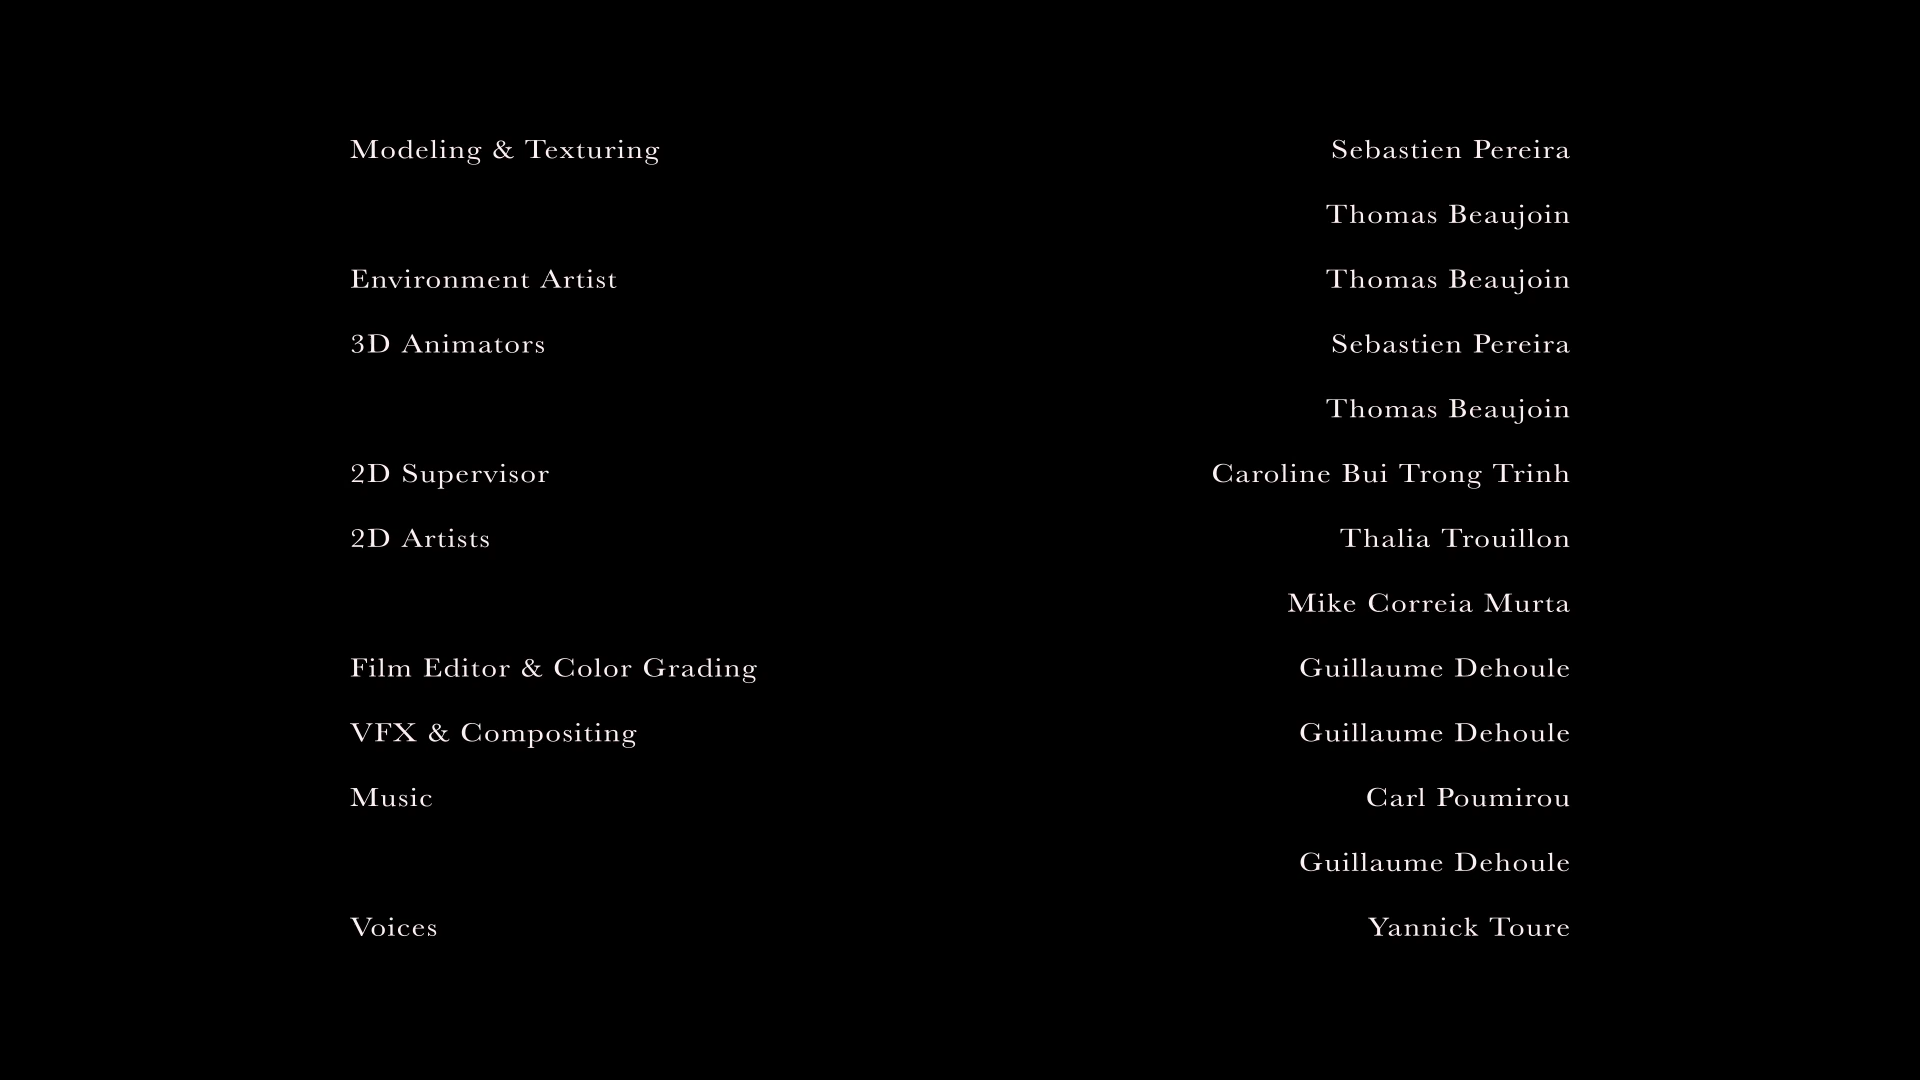 Modeling & Texturing Sebastien Pereira
Thomas Beaujoin
Environment Artist Thomas Beaujoin
3D Animators Sebastien Pereira
Thomas Beaujoin
2D Supervisor Caroline Bui Trong Trinh
2D Artists Thalia Trouillon
Mike Correia Murta
Film Editor & Color Grading Guillaume Dehoule
VFX & Compositing Guillaume Dehoule
Music Carl Poumirou
Guillaume Dehoule
Voices Yannick Toure